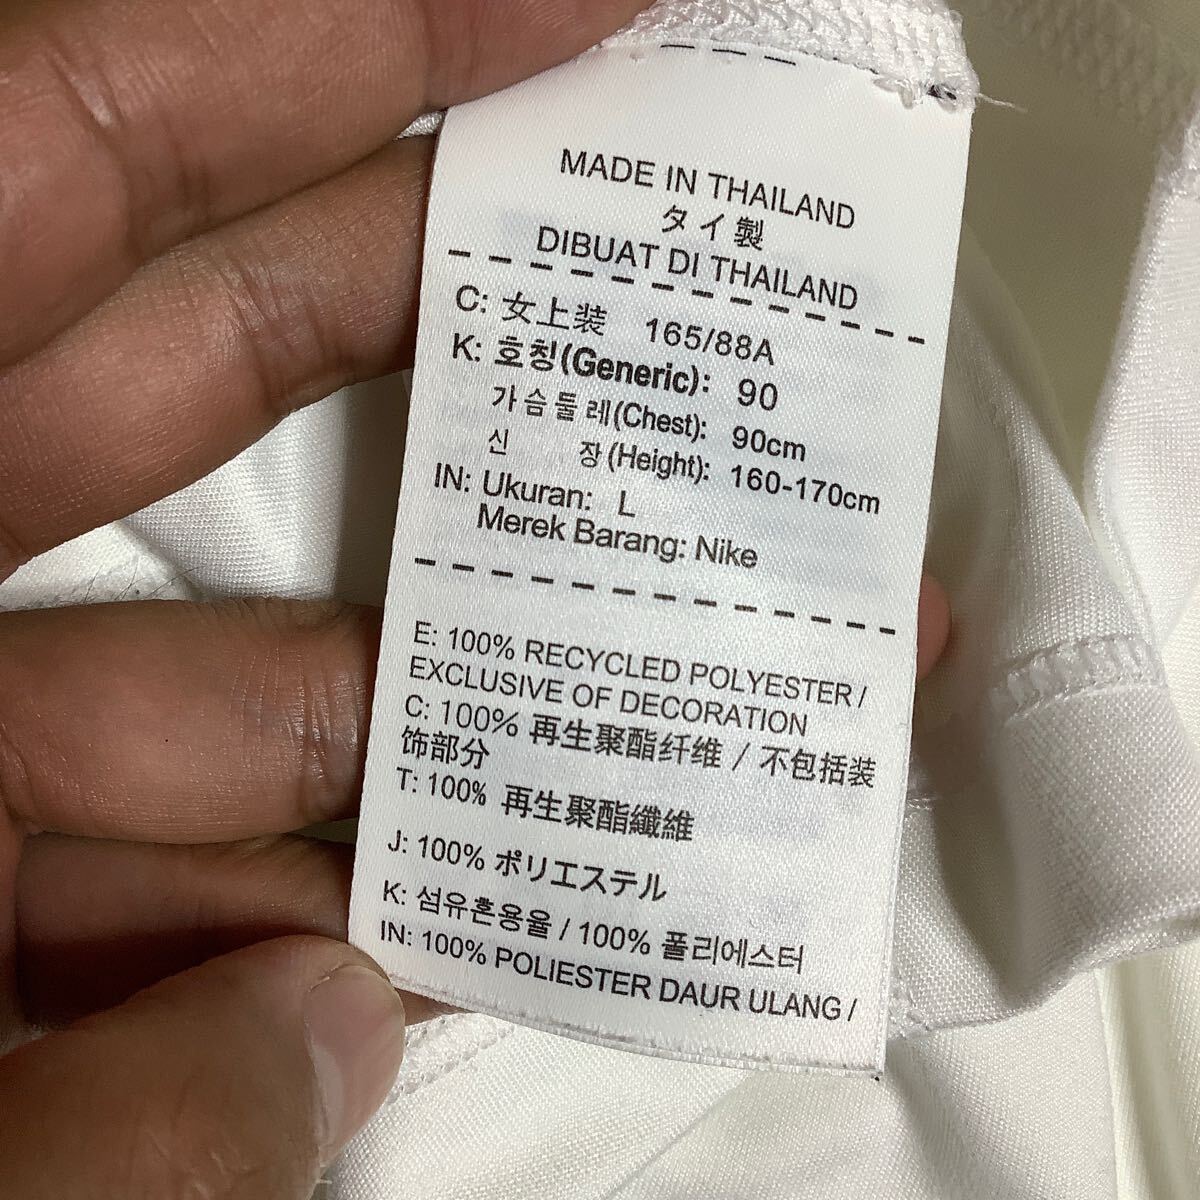 MADE IN THAILAND
タイ製
DIBUAT DI THAILAND
C: 女上装 165/88A
K: 호칭(Generic): 90
가슴둘레(Chest): 90cm
신 장(Height): 160-170cm
IN: Ukuran: L
Merek Barang: Nike
E: 100% RECYCLED POLYESTER /
EXCLUSIVE OF DECORATION
C: 100% 再生聚酯纤维 / 不包括装
饰部分
T: 100% 再生聚酯纖維
J: 100% ポリエステル
K: 섬유혼용율 / 100% 폴리에스터
IN: 100% POLIESTER DAUR ULANG /